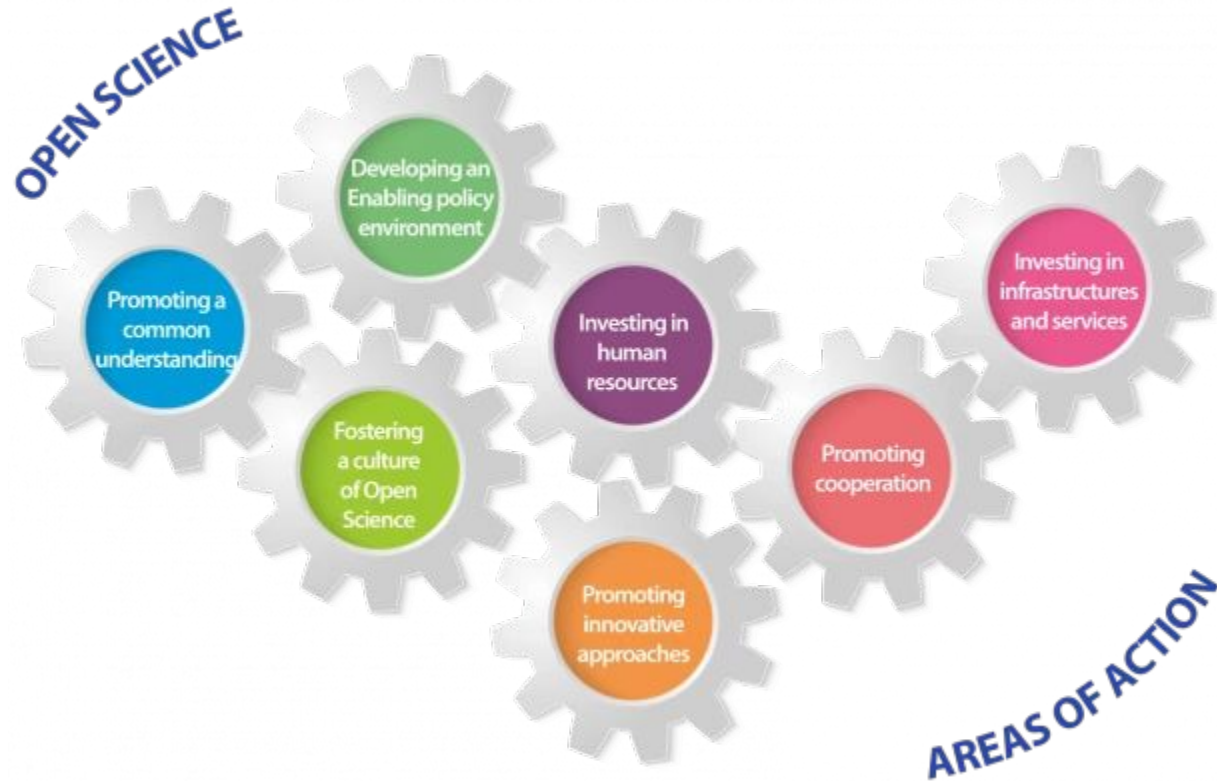 OPEN SCIENCE
Developing an
Enabling policy
environment
Promoting a
common
understanding
Investing in
human
resources
Investing in
infrastructures
and services
Fostering
a culture
of Open
Science
Promoting
cooperation
Promoting
innovative
approaches
AREAS OF ACTION